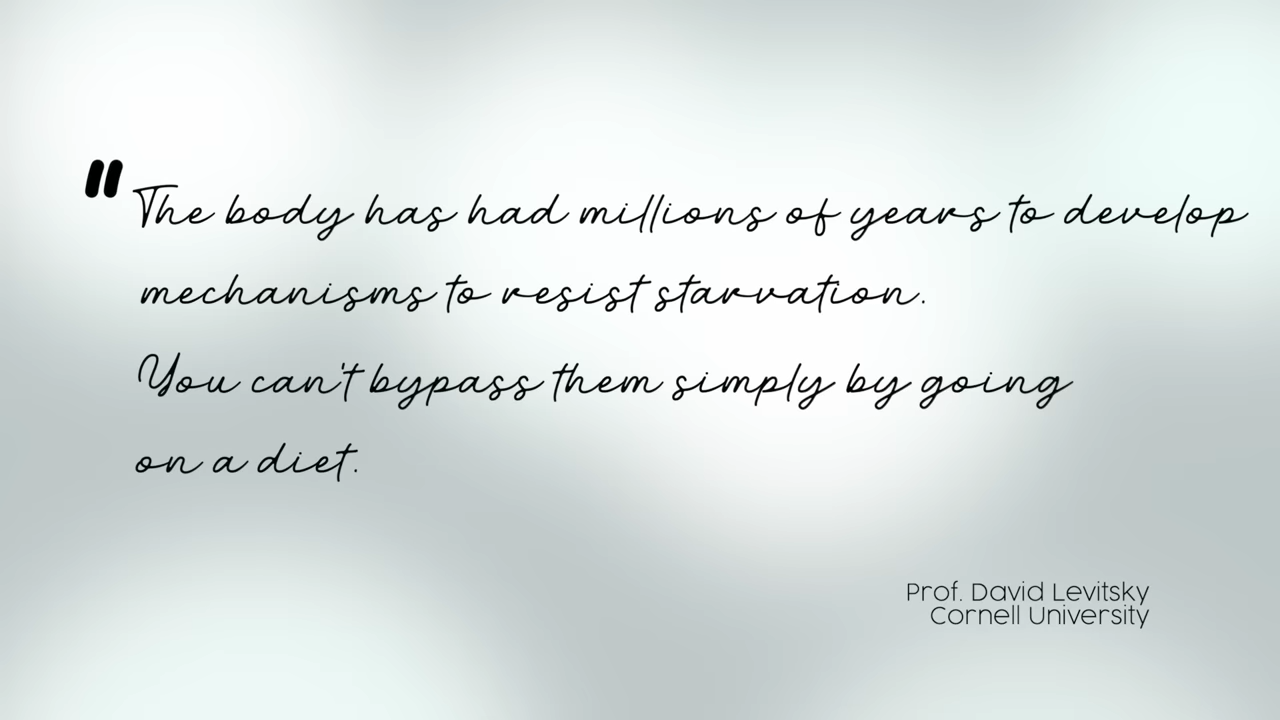 "The body has had millions of years to develop
mechanisms to resist starvation.
You can't bypass them simply by going
on a diet.
Prof. David Levitsky
Cornell University